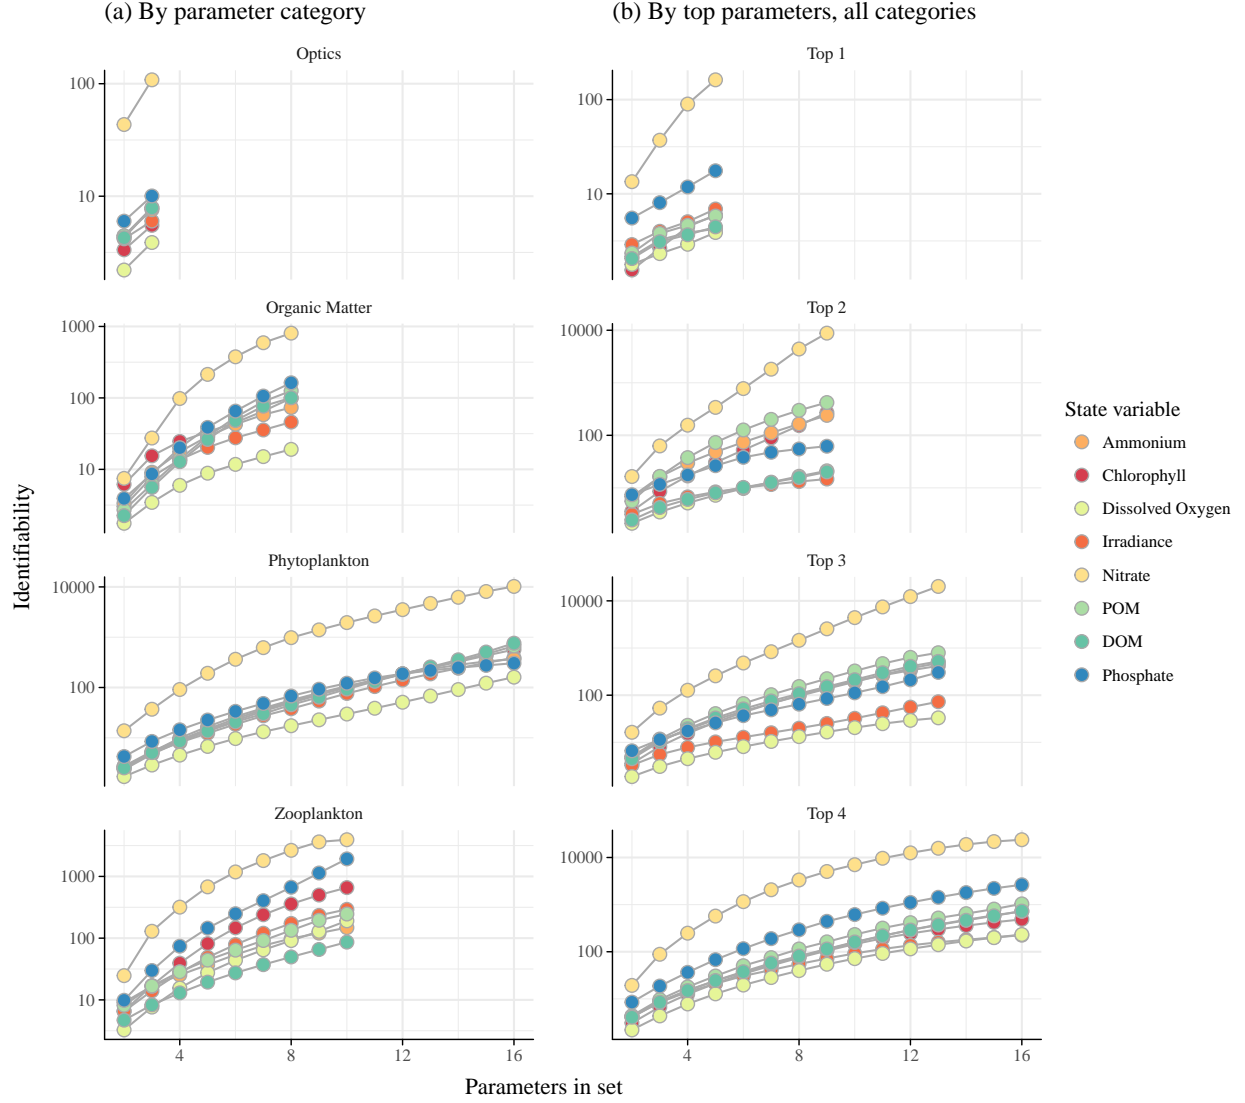 (a) By parameter category
(b) By top parameters, all categories
Optics
100
10
Top 1
100
10
Organic Matter
1000
100
10
Top 2
10000
100
Phytoplankton
10000
100
Top 3
10000
100
Zooplankton
1000
100
10
4
8
12
16
Top 4
10000
100
4
8
12
16
Identifiability
Parameters in set
State variable
Ammonium
Chlorophyll
Dissolved Oxygen
Irradiance
Nitrate
POM
DOM
Phosphate